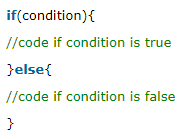 if(condition){
//code if condition is true
}else{
//code if condition is false
}